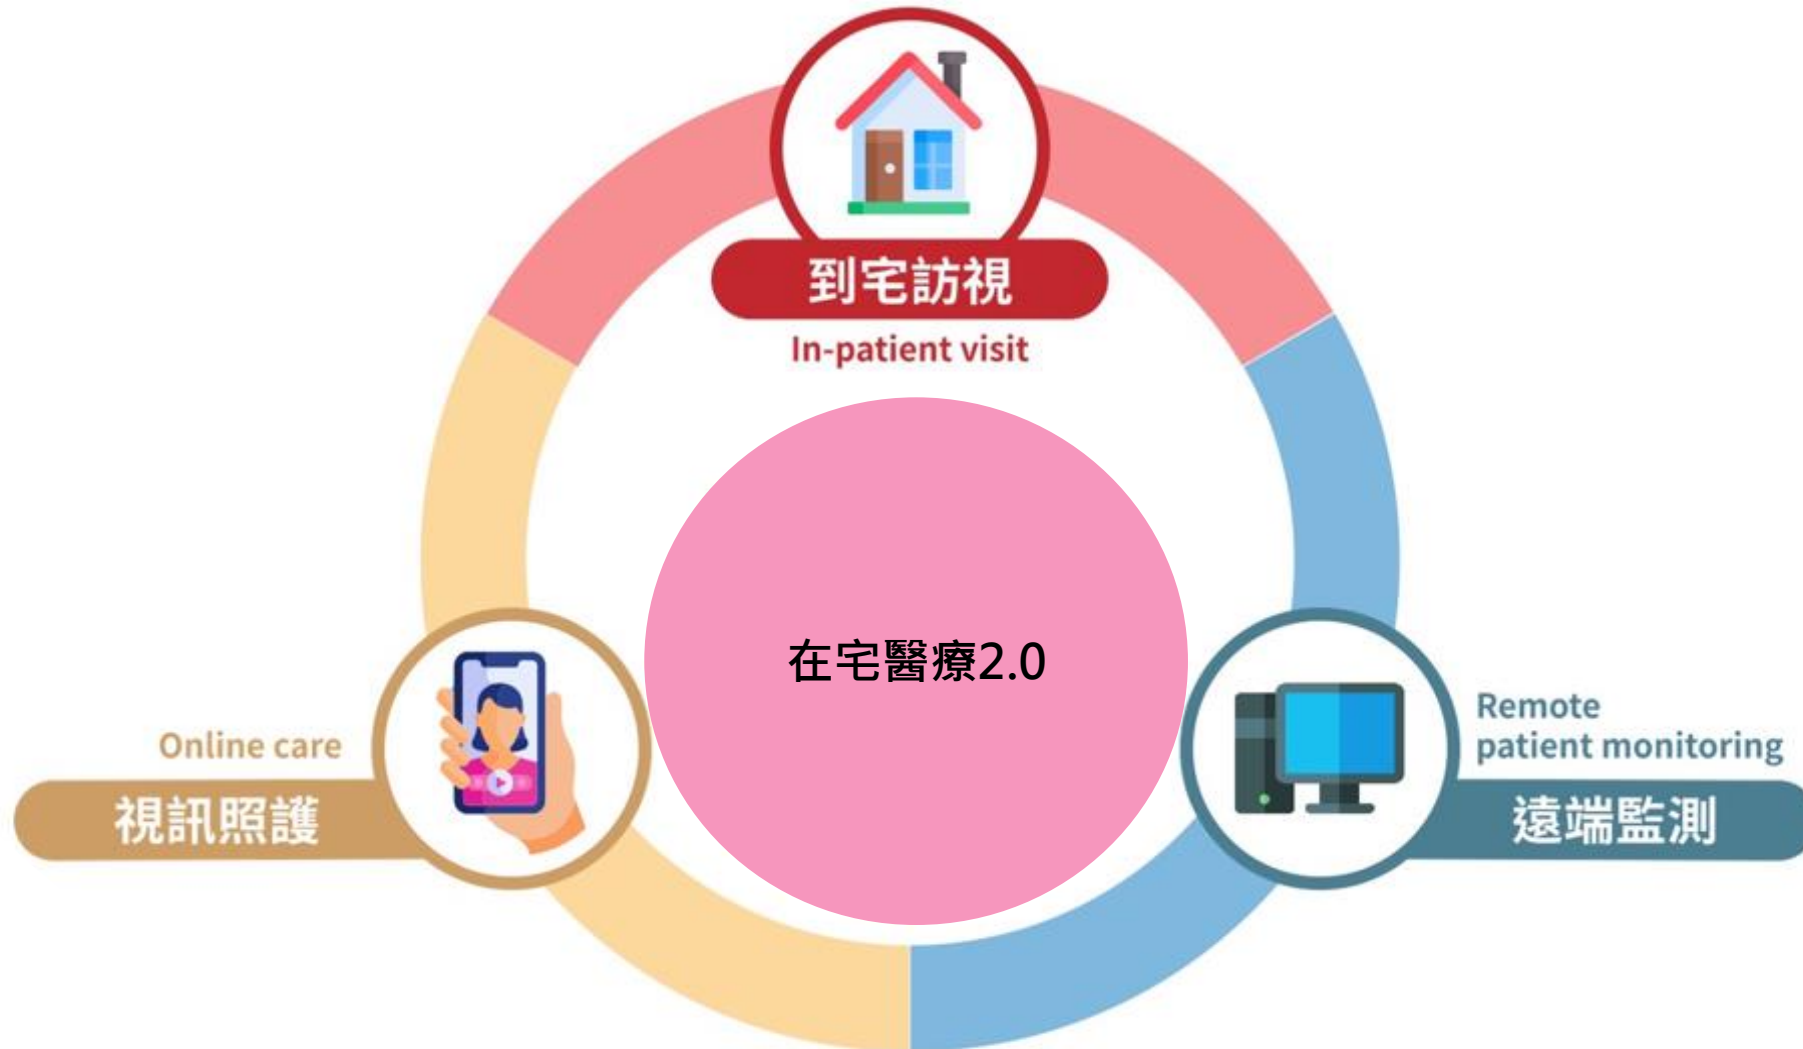 到宅訪視
In-patient visit
在宅醫療2.0
Online care
視訊照護
Remote
patient monitoring
遠端監測